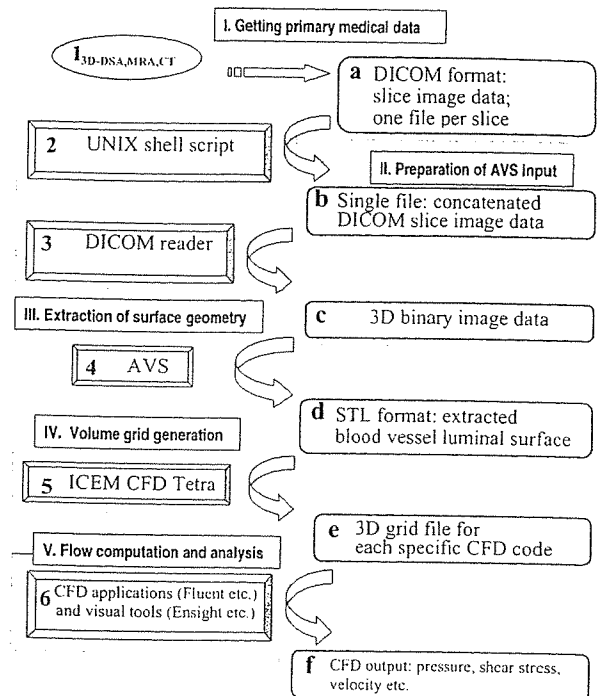 I. Getting primary medical data
1 3D-DSA,MRA,CT
a DICOM format:
slice image data;
one file per slice
2 UNIX shell script
II. Preparation of AVS Input
b Single file: concatenated
DICOM slice image data
3 DICOM reader
III. Extraction of surface geometry
c 3D binary image data
4 AVS
d STL format: extracted
blood vessel luminal surface
IV. Volume grid generation
5 ICEM CFD Tetra
e 3D grid file for
each specific CFD code
V. Flow computation and analysis
6 CFD applications (Fluent etc.)
and visual tools (Ensight etc.)
f CFD output: pressure, shear stress,
velocity etc.